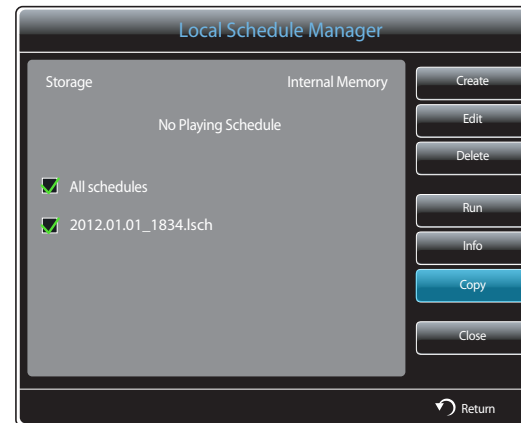 Local Schedule Manager
Storage Internal Memory
No Playing Schedule
All schedules
2012.01.01_1834.lsch
Create
Edit
Delete
Run
Info
Copy
Close
Return